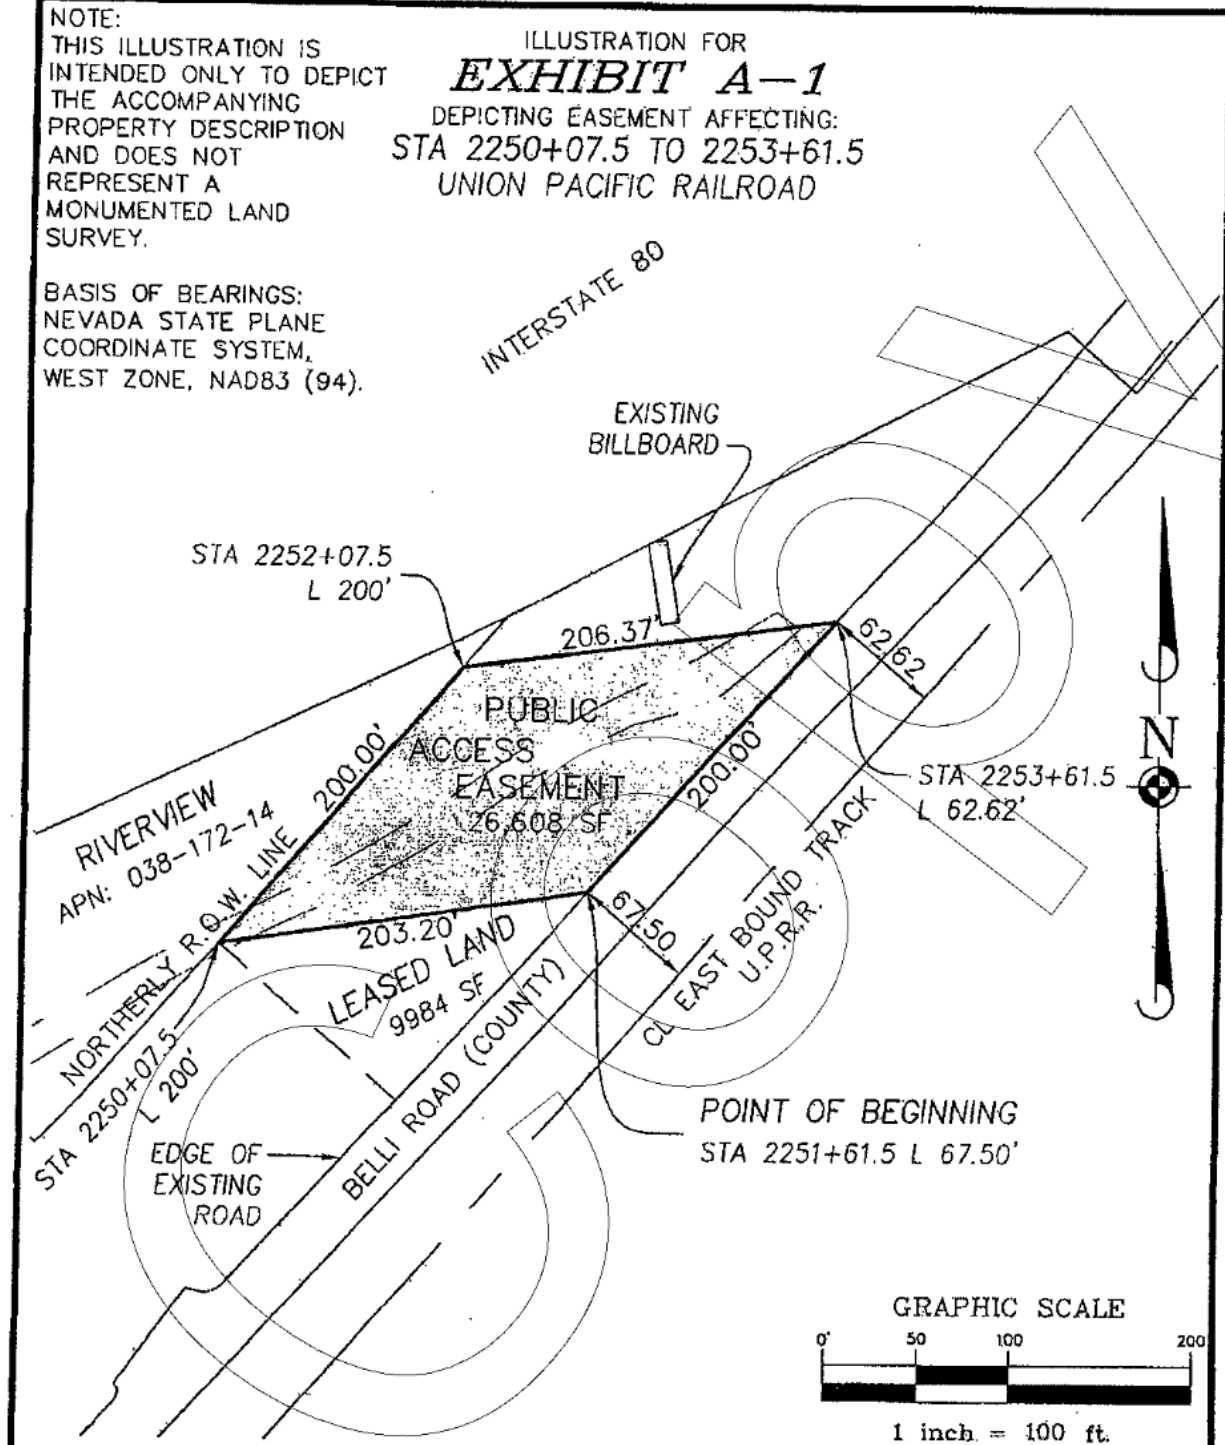 NOTE:
THIS ILLUSTRATION IS
INTENDED ONLY TO DEPICT
THE ACCOMPANYING
PROPERTY DESCRIPTION
AND DOES NOT
REPRESENT A
MONUMENTED LAND
SURVEY.
BASIS OF BEARINGS:
NEVADA STATE PLANE
COORDINATE SYSTEM,
WEST ZONE, NAD83 (94).
ILLUSTRATION FOR
EXHIBIT A-1
DEPICTING EASEMENT AFFECTING:
STA 2250+07.5 TO 2253+61.5
UNION PACIFIC RAILROAD
INTERSTATE 80
EXISTING
BILLBOARD
STA 2252+07.5
L 200'
206.37'
62.62
PUBLIC
ACCESS
EASEMENT
26,608 SF
200.00'
200.00'
STA 2253+61.5
L 62.62'
N
RIVERVIEW
APN: 038-172-14
NORTHERLY R.O.W. LINE
203.20'
67.50
LEASED LAND
9984 SF
CL EAST BOUND TRACK
U.P.R.R.
STA 2250+07.5
L 200'
BELLI ROAD (COUNTY)
EDGE OF
EXISTING
ROAD
POINT OF BEGINNING
STA 2251+61.5 L 67.50'
GRAPHIC SCALE
0' 50 100 200
1 inch = 100 ft.